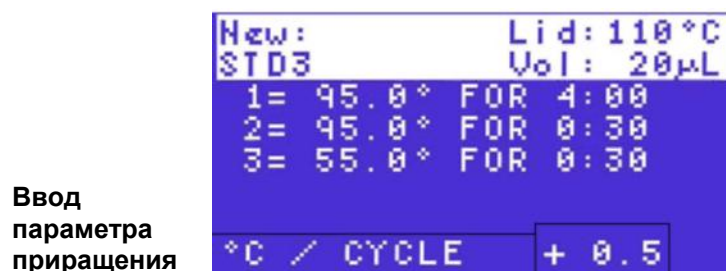 New: Lid:110°C
STD3 Vol: 20µL
1= 95.0° FOR 4:00
2= 95.0° FOR 0:30
3= 55.0° FOR 0:30
°C / CYCLE + 0.5
Ввод
параметра
приращения